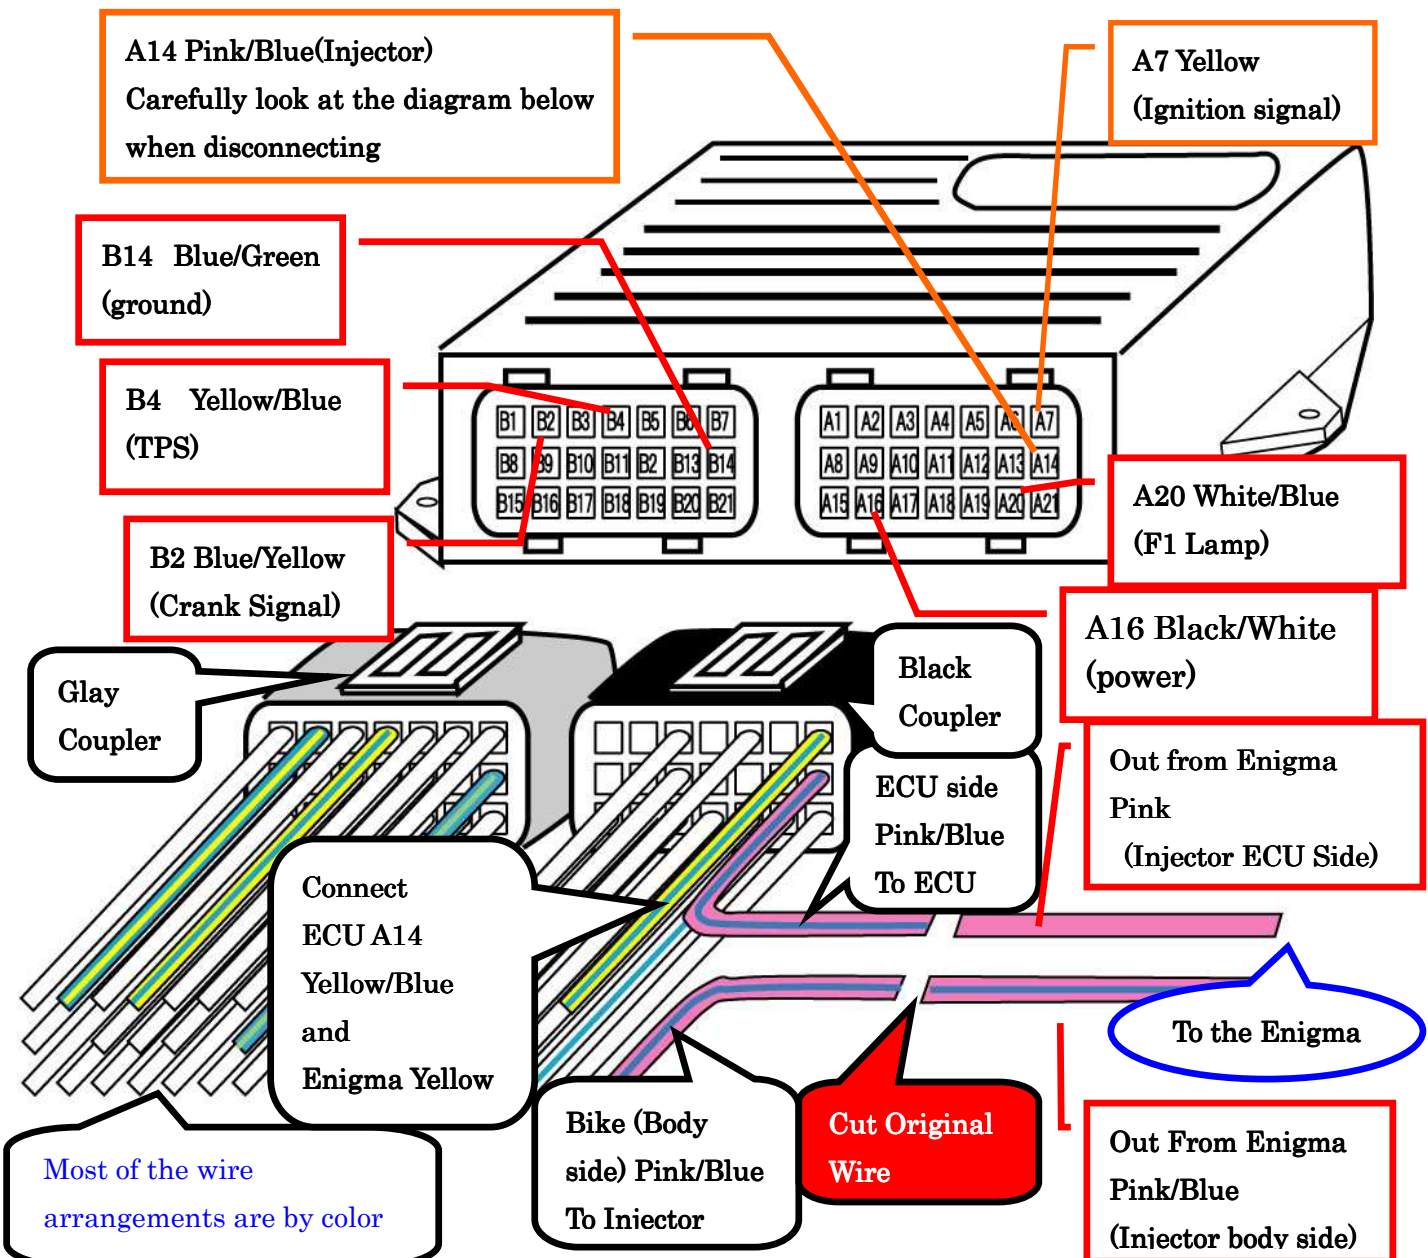 A14 Pink/Blue(Injector)
Carefully look at the diagram below
when disconnecting
A7 Yellow
(Ignition signal)
B14 Blue/Green
(ground)
B4 Yellow/Blue
(TPS)
B2 Blue/Yellow
(Crank Signal)
B1 B2 B3 B4 B5 B6 B7
B8 B9 B10 B11 B2 B13 B14
B15 B16 B17 B18 B19 B20 B21
A1 A2 A3 A4 A5 A6 A7
A8 A9 A10 A11 A12 A13 A14
A15 A16 A17 A18 A19 A20 A21
A20 White/Blue
(F1 Lamp)
A16 Black/White
(power)
Glay
Coupler
Black
Coupler
ECU side
Pink/Blue
To ECU
Out from Enigma
Pink
(Injector ECU Side)
Connect
ECU A14
Yellow/Blue
and
Enigma Yellow
To the Enigma
Most of the wire
arrangements are by color
Bike (Body
side) Pink/Blue
To Injector
Cut Original
Wire
Out From Enigma
Pink/Blue
(Injector body side)